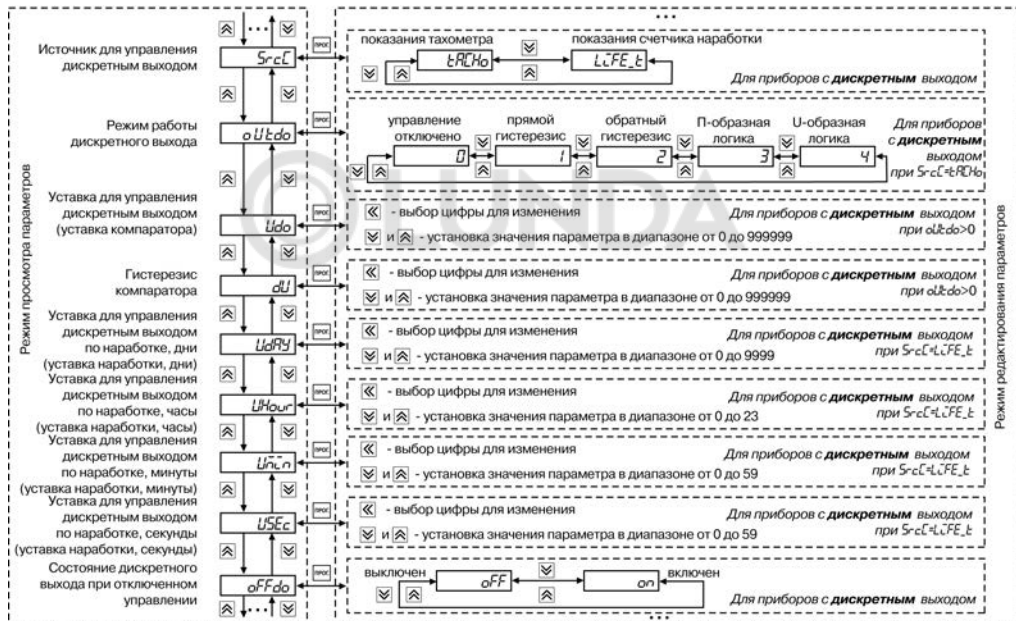 ...
Режим просмотра параметров
Источник для управления
дискретным выходом
SrcC
ПРОГ
показания тахометра
tACHo
показания счетчика наработки
LiFE_t
Для приборов с дискретным выходом
Режим работы
дискретного выхода
oUtdo
ПРОГ
управление
отключено
0
прямой
гистерезис
1
обратный
гистерезис
2
П-образная
логика
3
U-образная
логика
4
Для приборов
с дискретным
выходом
при SrcC=tACHo
Уставка для управления
дискретным выходом
(уставка компаратора)
Udo
ПРОГ
- выбор цифры для изменения
и - установка значения параметра в диапазоне от 0 до 999999
Для приборов с дискретным выходом
при oUtdo>0
Гистерезис
компаратора
dU
ПРОГ
- выбор цифры для изменения
и - установка значения параметра в диапазоне от 0 до 999999
Для приборов с дискретным выходом
при oUtdo>0
Уставка для управления
дискретным выходом
по наработке, дни
(уставка наработки, дни)
UdAY
ПРОГ
- выбор цифры для изменения
и - установка значения параметра в диапазоне от 0 до 9999
Для приборов с дискретным выходом
при SrcC=LiFE_t
Уставка для управления
дискретным выходом
по наработке, часы
(уставка наработки, часы)
UHour
ПРОГ
- выбор цифры для изменения
и - установка значения параметра в диапазоне от 0 до 23
Для приборов с дискретным выходом
при SrcC=LiFE_t
Уставка для управления
дискретным выходом
по наработке, минуты
(уставка наработки, минуты)
Umin
ПРОГ
- выбор цифры для изменения
и - установка значения параметра в диапазоне от 0 до 59
Для приборов с дискретным выходом
при SrcC=LiFE_t
Уставка для управления
дискретным выходом
по наработке, секунды
(уставка наработки, секунды)
USEc
ПРОГ
- выбор цифры для изменения
и - установка значения параметра в диапазоне от 0 до 59
Для приборов с дискретным выходом
при SrcC=LiFE_t
Состояние дискретного
выхода при отключенном
управлении
oFFdo
ПРОГ
выключен
oFF
on
включен
Для приборов с дискретным выходом
...
Режим редактирования параметров
LUNDA